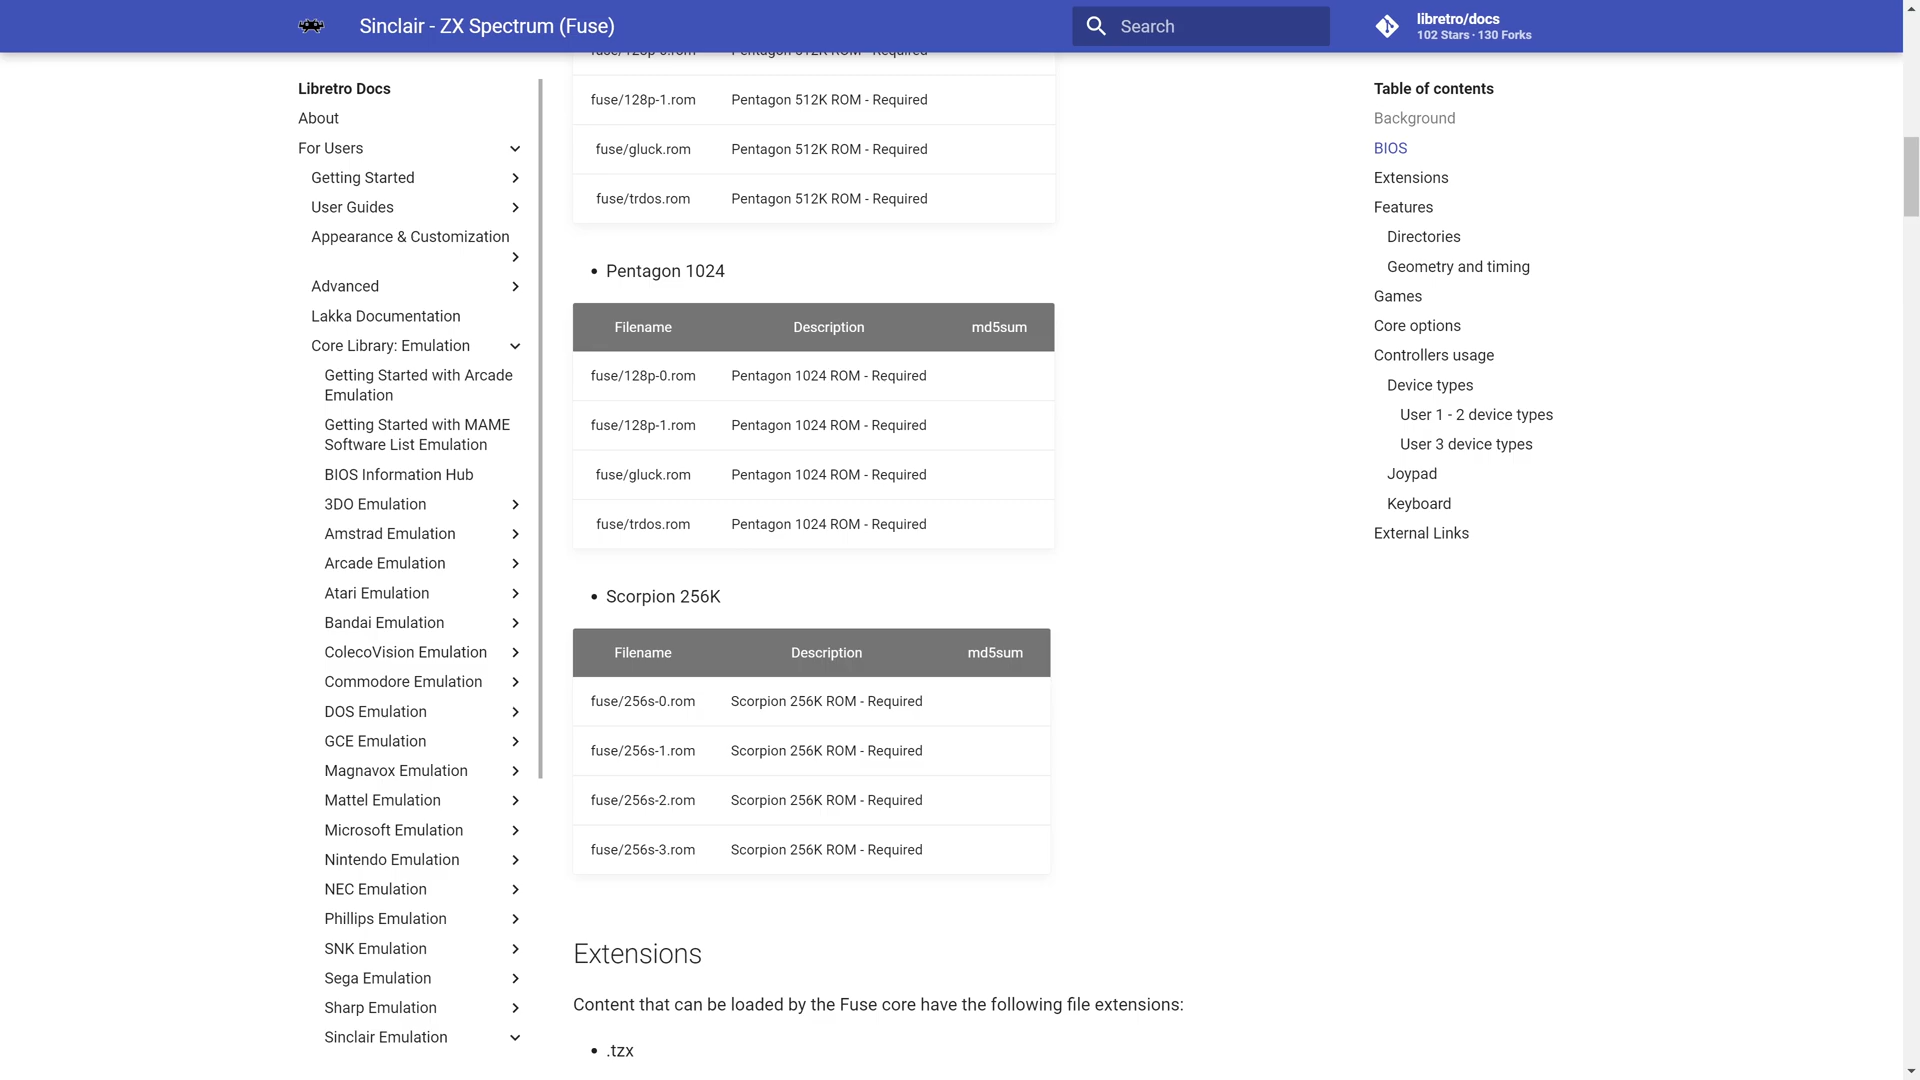 Sinclair - ZX Spectrum (Fuse)
Search
libretro/docs
102 Stars · 130 Forks
Libretro Docs
About
For Users
Getting Started
User Guides
Appearance & Customization
Advanced
Lakka Documentation
Core Library: Emulation
Getting Started with Arcade
Emulation
Getting Started with MAME
Software List Emulation
BIOS Information Hub
3DO Emulation
Amstrad Emulation
Arcade Emulation
Atari Emulation
Bandai Emulation
ColecoVision Emulation
Commodore Emulation
DOS Emulation
GCE Emulation
Magnavox Emulation
Mattel Emulation
Microsoft Emulation
Nintendo Emulation
NEC Emulation
Phillips Emulation
SNK Emulation
Sega Emulation
Sharp Emulation
Sinclair Emulation
fuse/128p-0.rom Pentagon 512K ROM - Required
fuse/128p-1.rom Pentagon 512K ROM - Required
fuse/gluck.rom Pentagon 512K ROM - Required
fuse/trdos.rom Pentagon 512K ROM - Required
• Pentagon 1024
Filename Description md5sum
fuse/128p-0.rom Pentagon 1024 ROM - Required
fuse/128p-1.rom Pentagon 1024 ROM - Required
fuse/gluck.rom Pentagon 1024 ROM - Required
fuse/trdos.rom Pentagon 1024 ROM - Required
• Scorpion 256K
Filename Description md5sum
fuse/256s-0.rom Scorpion 256K ROM - Required
fuse/256s-1.rom Scorpion 256K ROM - Required
fuse/256s-2.rom Scorpion 256K ROM - Required
fuse/256s-3.rom Scorpion 256K ROM - Required
Extensions
Content that can be loaded by the Fuse core have the following file extensions:
• .tzx
Table of contents
Background
BIOS
Extensions
Features
Directories
Geometry and timing
Games
Core options
Controllers usage
Device types
User 1 - 2 device types
User 3 device types
Joypad
Keyboard
External Links